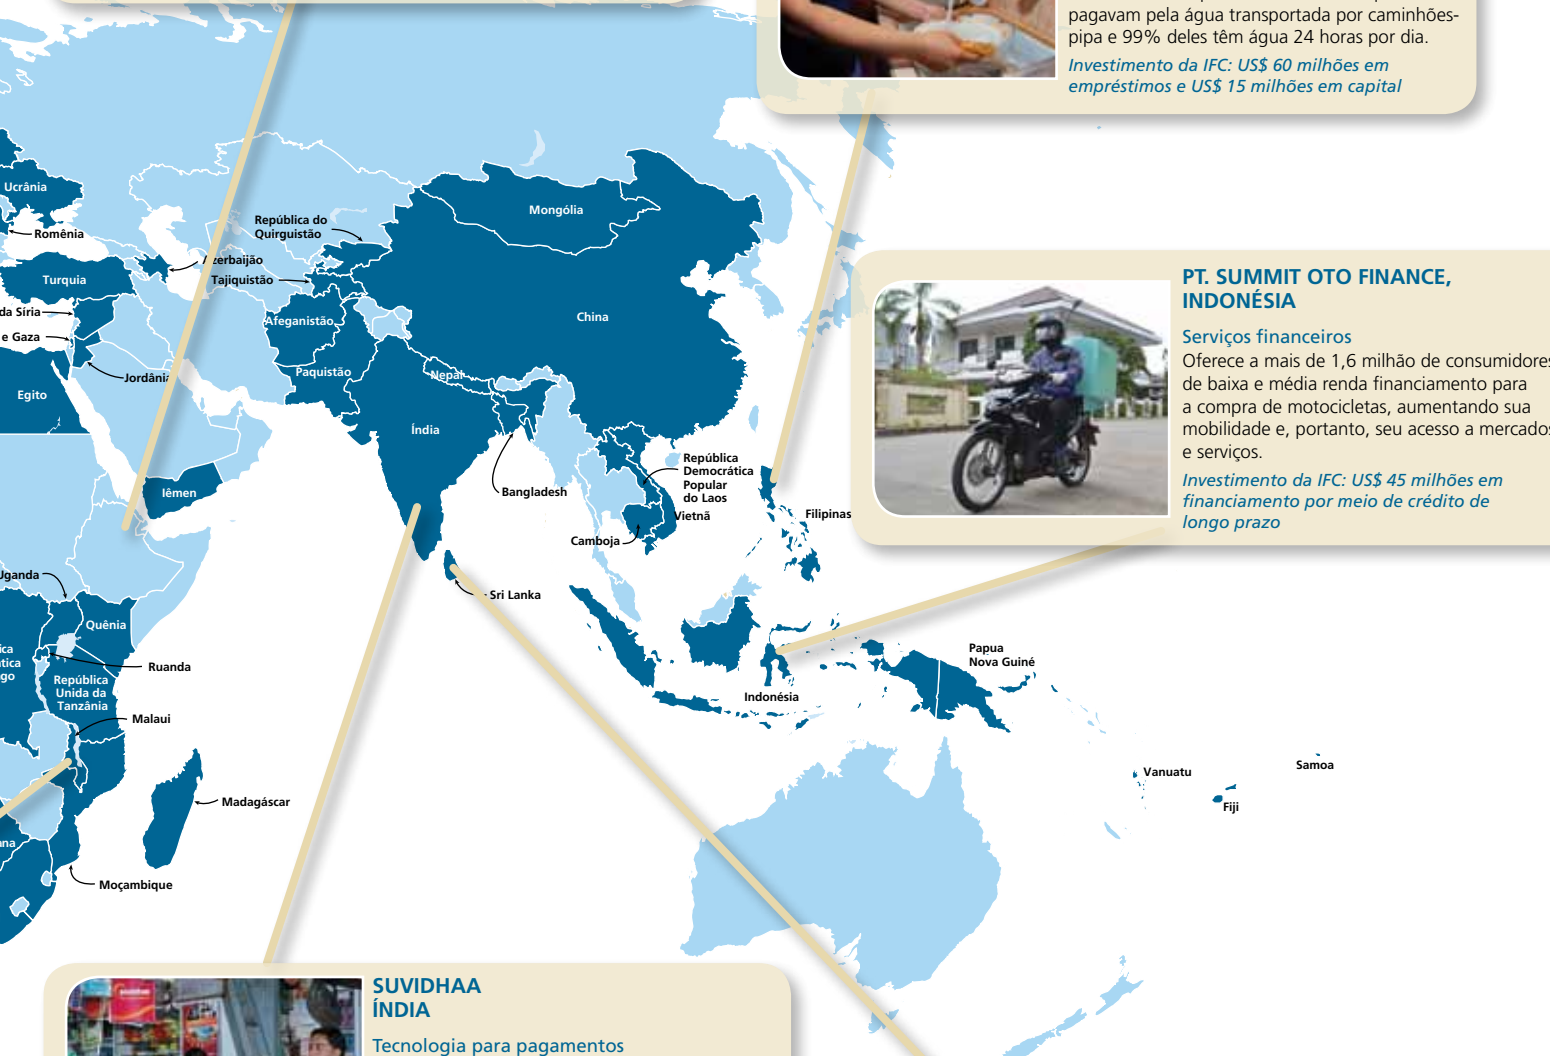 pagavam pela água transportada por caminhões-
pipa e 99% deles têm água 24 horas por dia.
Investimento da IFC: US$ 60 milhões em
empréstimos e US$ 15 milhões em capital
Ucrânia
Romênia
República do
Quirguistão
Mongólia
Azerbaijão
Turquia
Tajiquistão
da Síria
e Gaza
Afeganistão
China
Jordânia
Paquistão
Nepal
Egito
Índia
Iêmen
Bangladesh
República
Democrática
Popular
do Laos
Vietnã
Camboja
Filipinas
PT. SUMMIT OTO FINANCE,
INDONÉSIA
Serviços financeiros
Oferece a mais de 1,6 milhão de consumidores
de baixa e média renda financiamento para
a compra de motocicletas, aumentando sua
mobilidade e, portanto, seu acesso a mercados
e serviços.
Investimento da IFC: US$ 45 milhões em
financiamento por meio de crédito de
longo prazo
Uganda
Sri Lanka
Quênia
ica
tica
go
Ruanda
República
Unida da
Tanzânia
Malaui
Indonésia
Papua
Nova Guiné
Madagáscar
Vanuatu
Samoa
Fiji
ana
Moçambique
SUVIDHAA
ÍNDIA
Tecnologia para pagamentos